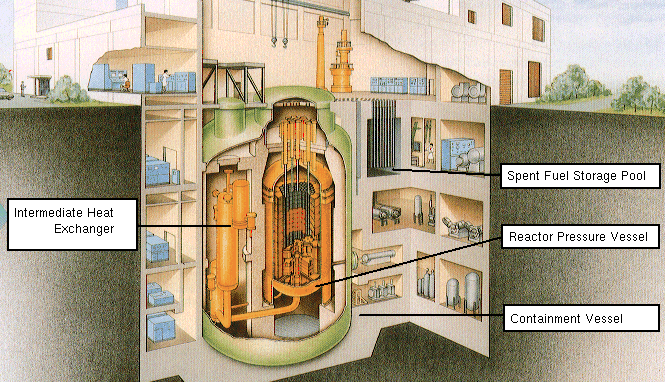 Spent Fuel Storage Pool
Intermediate Heat
Exchanger
Reactor Pressure Vessel
Containment Vessel